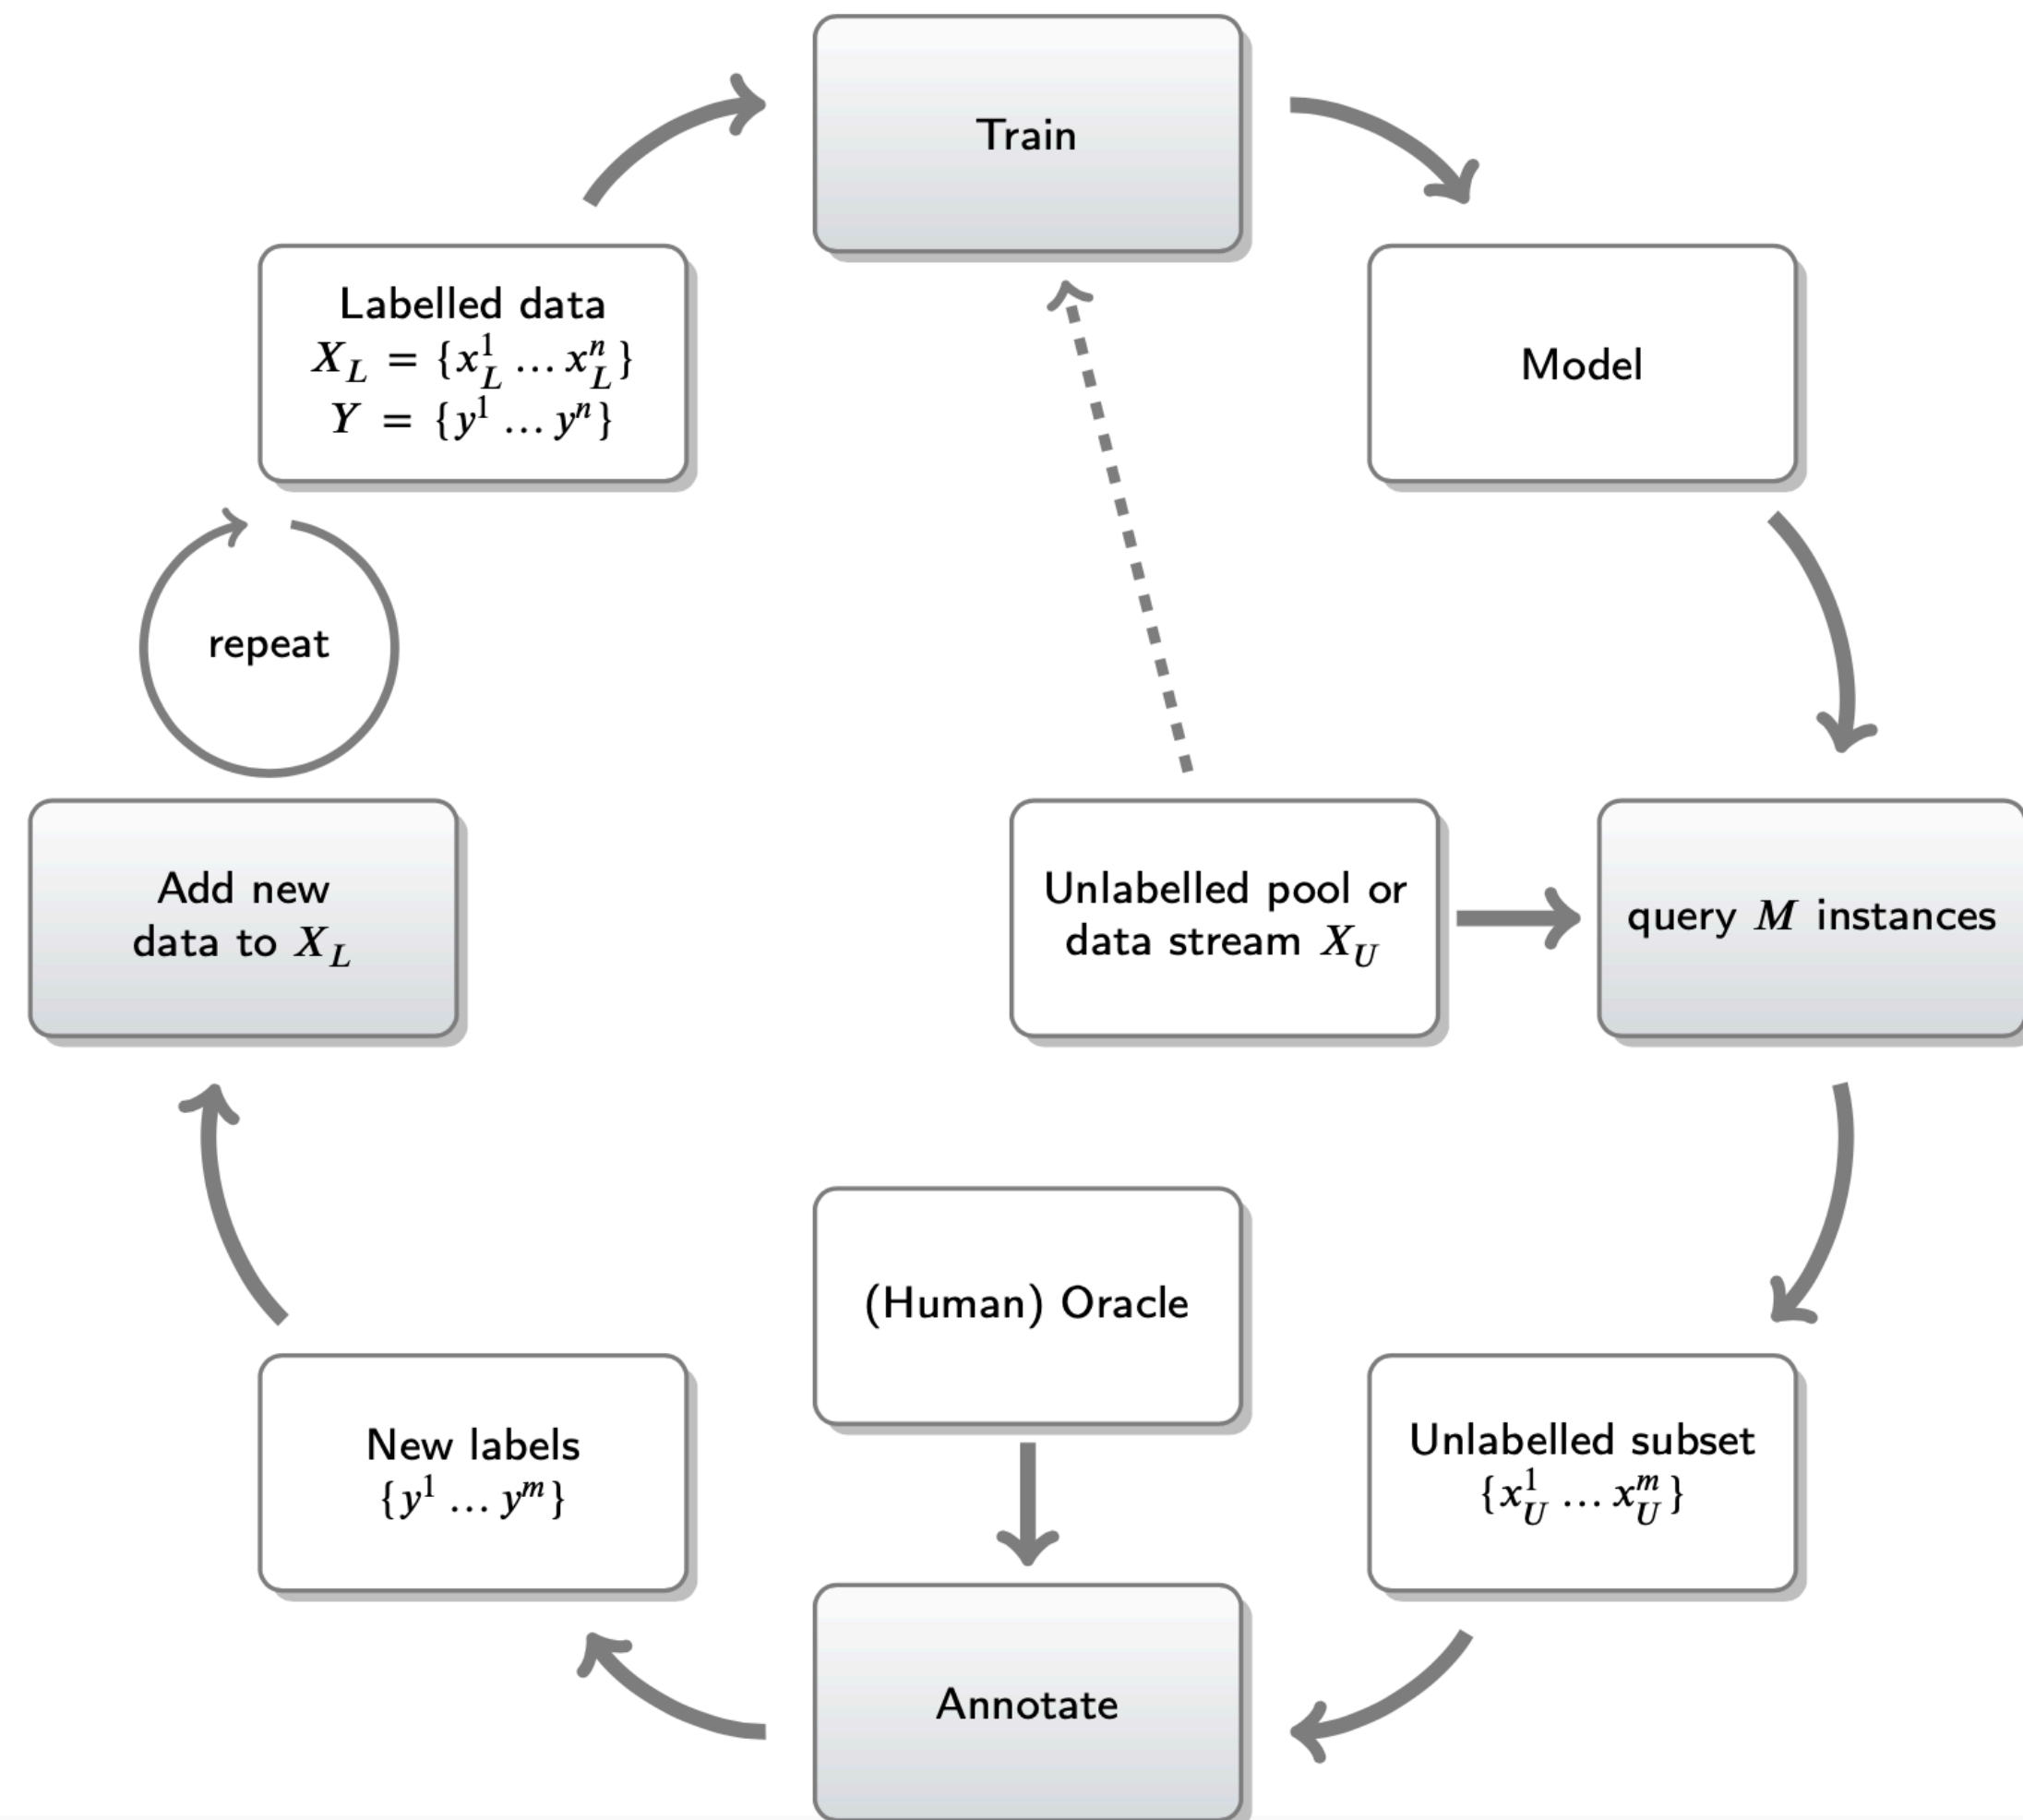 Train
Labelled data
X_L = {x_L^1 … x_L^n}
Y = {y^1 … y^n}
Model
repeat
Add new
data to X_L
Unlabelled pool or
data stream X_U
query M instances
(Human) Oracle
New labels
{y^1 … y^m}
Unlabelled subset
{x_U^1 … x_U^m}
Annotate